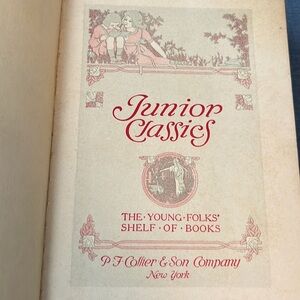 Junior
Classics
THE · YOUNG · FOLKS'
SHELF · OF · BOOKS
P. F. Collier & Son Company
New York